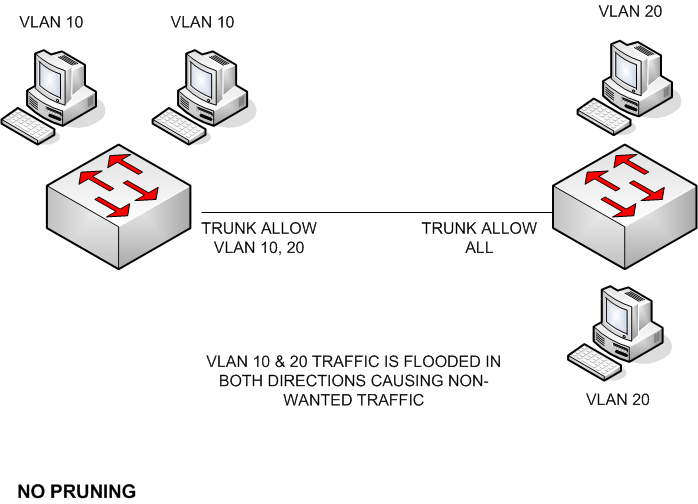 VLAN 10
VLAN 10
VLAN 20
TRUNK ALLOW
VLAN 10, 20
TRUNK ALLOW
ALL
VLAN 10 & 20 TRAFFIC IS FLOODED IN
BOTH DIRECTIONS CAUSING NON-
WANTED TRAFFIC
VLAN 20
NO PRUNING